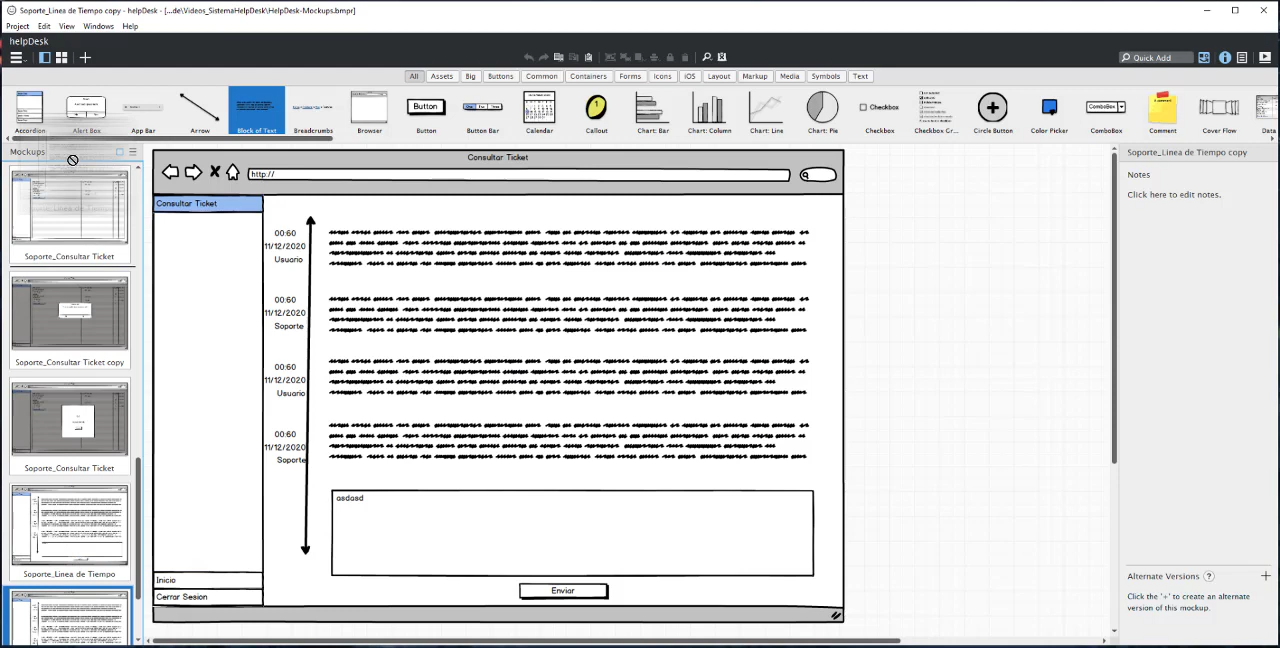 Soporte_Linea de Tiempo copy - helpDesk - [...de\Videos_SistemaHelpDesk\HelpDesk-Mockups.bmpr]
Project Edit View Windows Help
helpDesk
Quick Add
All Assets Big Buttons Common Containers Forms Icons iOS Layout Markup Media Symbols Text
Button
Accordion Alert Box App Bar Arrow Block of Text Breadcrumbs Browser Button Button Bar Calendar Callout Chart: Bar Chart: Column Chart: Line Chart: Pie Checkbox Checkbox Gr... Circle Button Color Picker ComboBox Comment Cover Flow Data
Checkbox
ComboBox
Mockups
Soporte_Consultar Ticket
Soporte_Consultar Ticket copy
Soporte_Consultar Ticket
Soporte_Linea de Tiempo
Consultar Ticket
http://
Consultar Ticket
00:60
11/12/2020
Usuario
00:60
11/12/2020
Soporte
00:60
11/12/2020
Usuario
00:60
11/12/2020
Soporte
asdasd
Enviar
Inicio
Cerrar Sesion
Soporte_Linea de Tiempo copy
Notes
Click here to edit notes.
Alternate Versions ?
Click the '+' to create an alternate
version of this mockup.